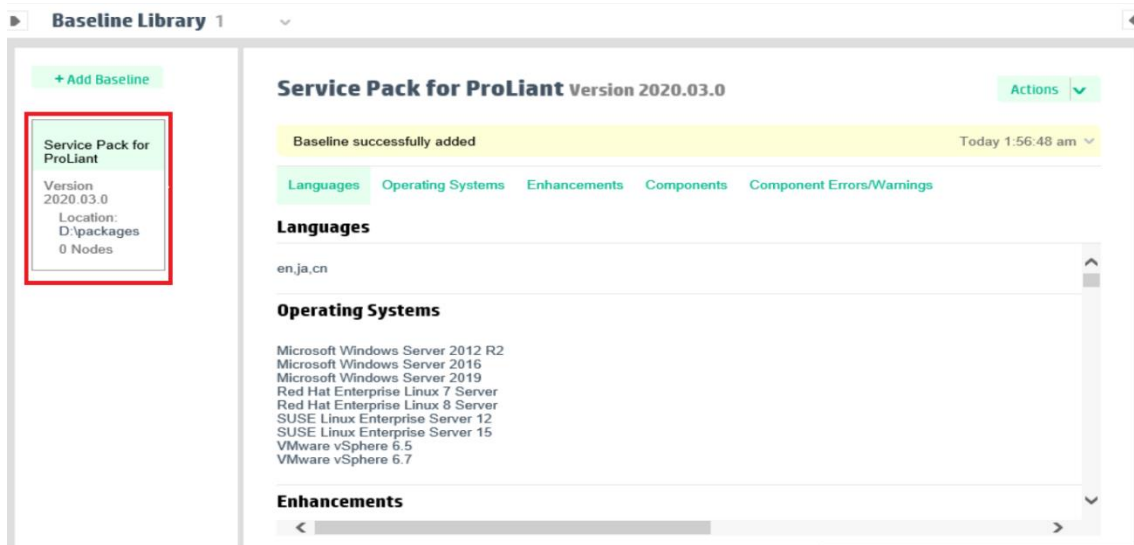 Baseline Library 1
+ Add Baseline
Service Pack for
ProLiant
Version
2020.03.0
Location:
D:\packages
0 Nodes
Service Pack for ProLiant Version 2020.03.0
Actions
Baseline successfully added
Today 1:56:48 am
Languages Operating Systems Enhancements Components Component Errors/Warnings
Languages
en,ja,cn
Operating Systems
Microsoft Windows Server 2012 R2
Microsoft Windows Server 2016
Microsoft Windows Server 2019
Red Hat Enterprise Linux 7 Server
Red Hat Enterprise Linux 8 Server
SUSE Linux Enterprise Server 12
SUSE Linux Enterprise Server 15
VMware vSphere 6.5
VMware vSphere 6.7
Enhancements